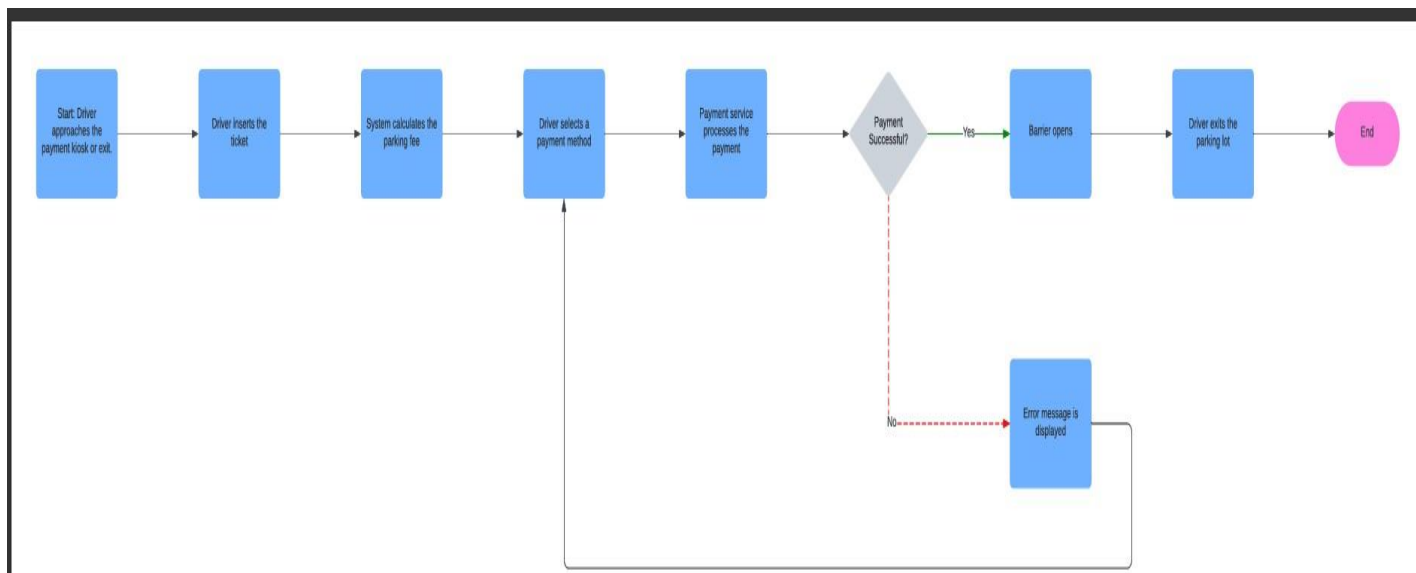 Start: Driver
approaches the
payment kiosk or exit.
Driver inserts the
ticket
System calculates the
parking fee
Driver selects a
payment method
Payment service
processes the
payment
Payment
Successful?
Yes
Barrier opens
Driver exits the
parking lot
End
No
Error message is
displayed